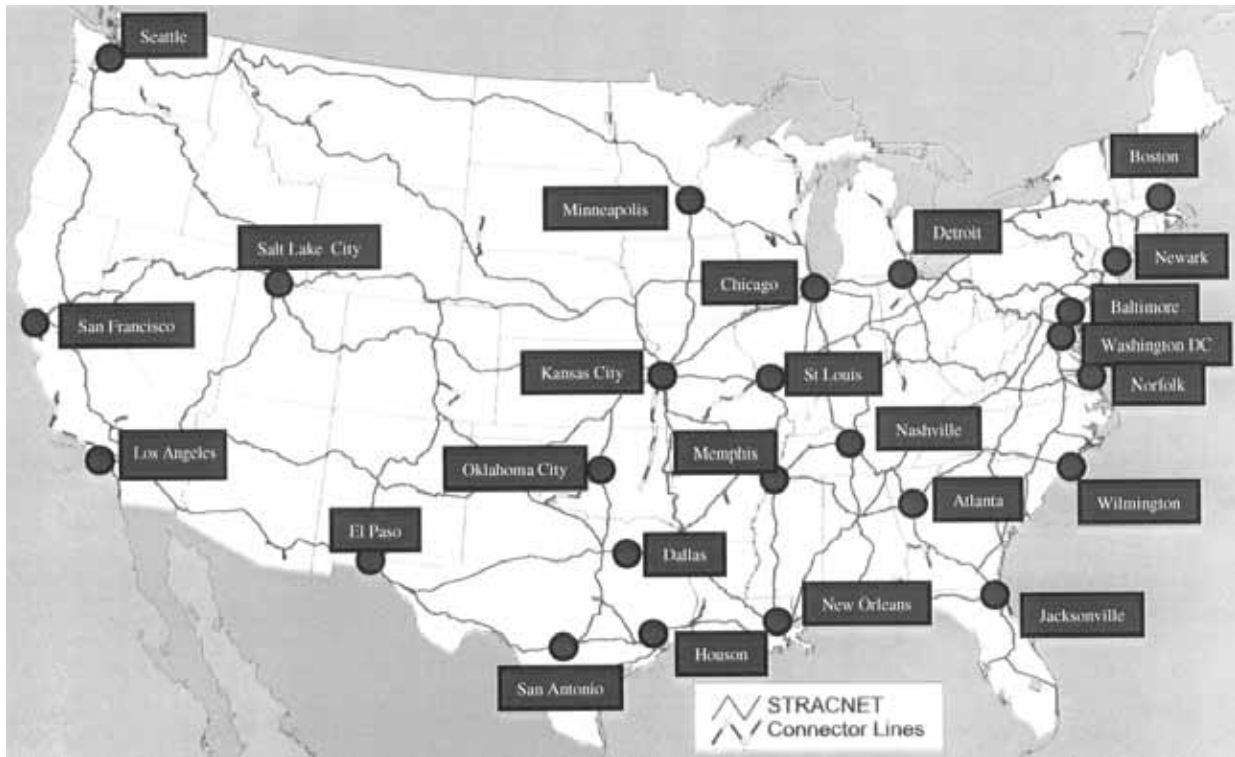 Seattle
Boston
Minneapolis
Detroit
Salt Lake  City
Newark
Chicago
Baltimore
San Francisco
Washington DC
Kansas City
St Louis
Norfolk
Nashville
Los Angeles
Memphis
Oklahoma City
Atlanta
Wilmington
El Paso
Dallas
New Orleans
Jacksonville
Houson
San Antonio
STRACNET
Connector Lines